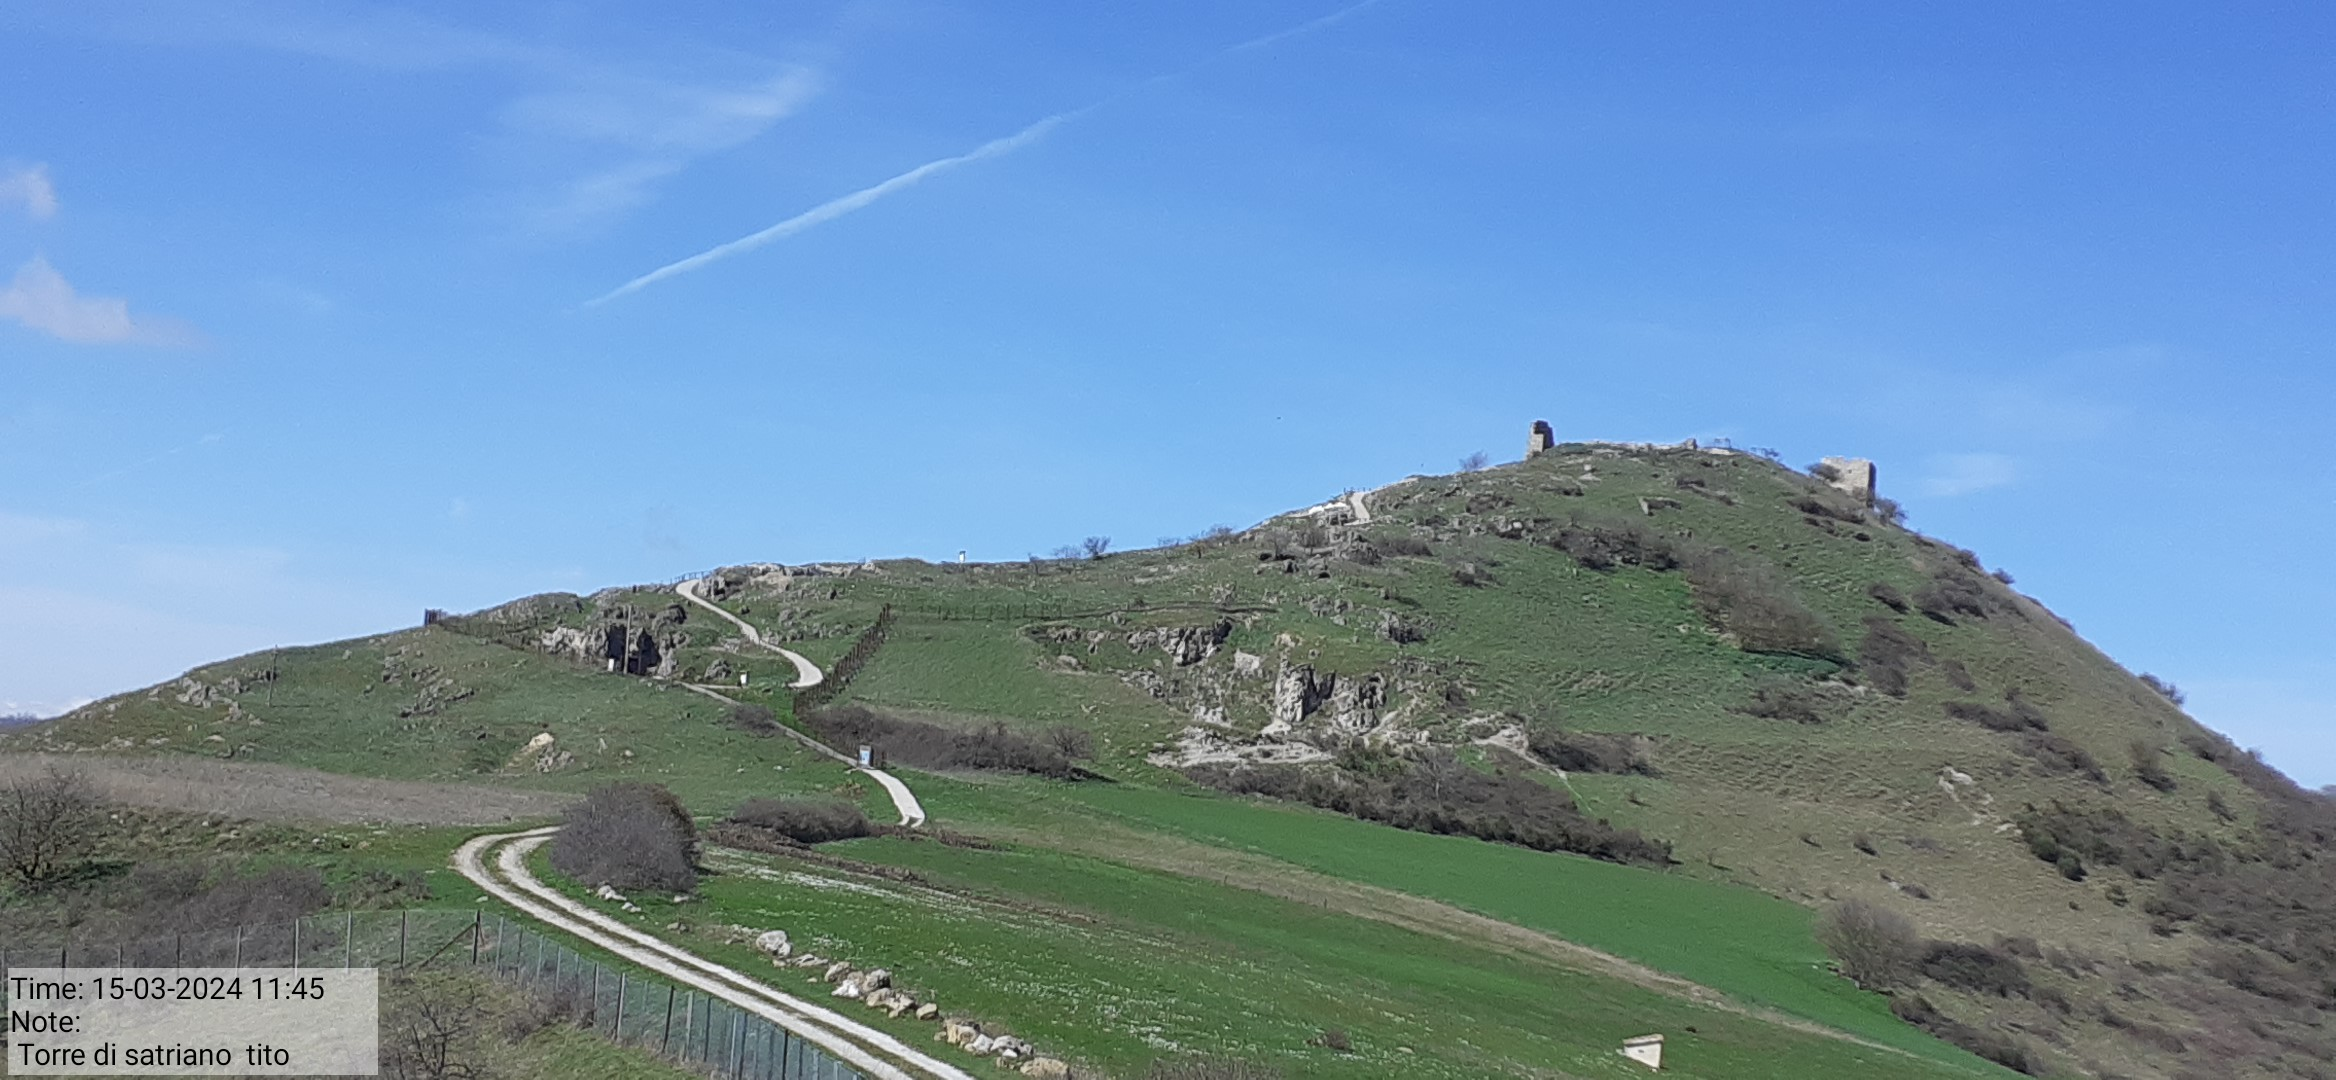 Time: 15-03-2024 11:45
Note:
Torre di satriano tito